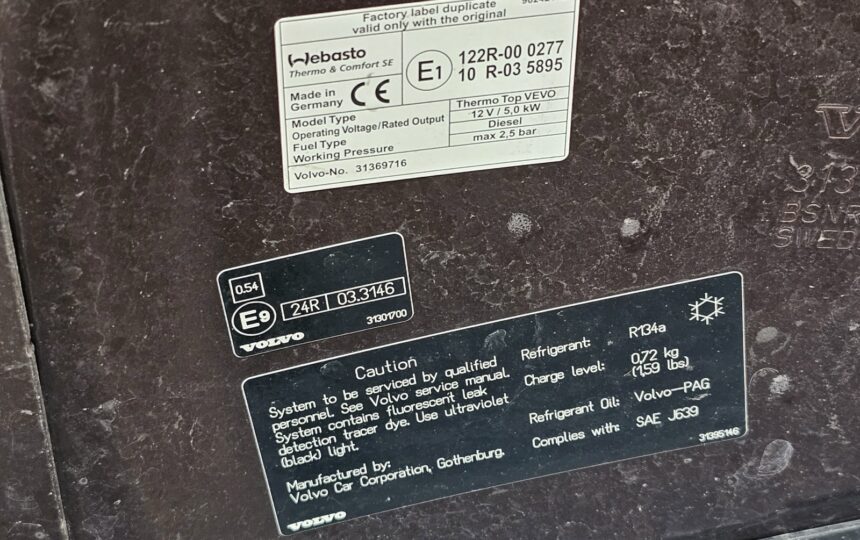 Factory label duplicate
valid only with the original
Webasto
Thermo & Comfort SE
E1
122R-00 0277
10 R-03 5895
Made in
Germany
CE
Model Type
Thermo Top VEVO
Operating Voltage/Rated Output
12 V / 5,0 kW
Fuel Type
Diesel
Working Pressure
max 2,5 bar
Volvo-No. 31369716
0.54
E9
24R 03.3146
31301700
VOLVO
Caution
System to be serviced by qualified
personnel. See Volvo service manual.
System contains fluorescent leak
detection tracer dye. Use ultraviolet
(black) light.
Manufactured by:
Volvo Car Corporation, Gothenburg.
VOLVO
Refrigerant: R134a
Charge level: 0,72 kg
(1,59 lbs)
Refrigerant Oil: Volvo-PAG
Complies with: SAE J639
31395146
SWED